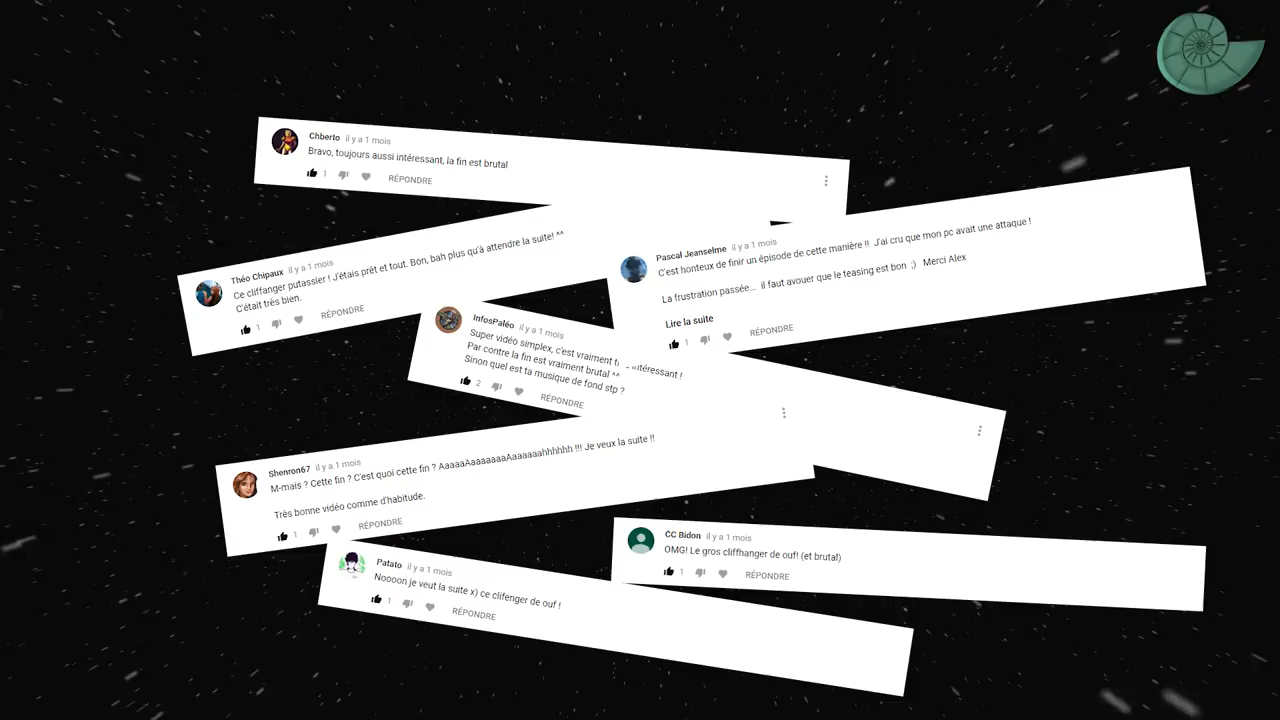 Chberto il y a 1 mois
Bravo, toujours aussi intéressant, la fin est brutal
1 RÉPONDRE
Théo Chipaux il y a 1 mois
Ce cliffanger putassier ! J'étais prêt et tout. Bon, bah plus qu'à attendre la suite! ^^
C'était très bien.
1 RÉPONDRE
Pascal Jeanselme il y a 1 mois
C'est honteux de finir un épisode de cette manière !! J'ai cru que mon pc avait une attaque !
La frustration passée... il faut avouer que le teasing est bon ;) Merci Alex
Lire la suite
1 RÉPONDRE
InfosPaléo il y a 1 mois
Super vidéo simplex, c'est vraiment intéressant !
Par contre la fin est vraiment brutal ^^
Sinon quel est ta musique de fond stp ?
2 RÉPONDRE
Shenron67 il y a 1 mois
M-mais ? Cette fin ? C'est quoi cette fin ? AaaaaAaaaaaaaAaaaaaahhhhhh !!! Je veux la suite !!
Très bonne vidéo comme d'habitude.
1 RÉPONDRE
CC Bidon il y a 1 mois
OMG! Le gros cliffhanger de ouf! (et brutal)
1 RÉPONDRE
Patato il y a 1 mois
Noooon je veut la suite x) ce clifenger de ouf !
1 RÉPONDRE